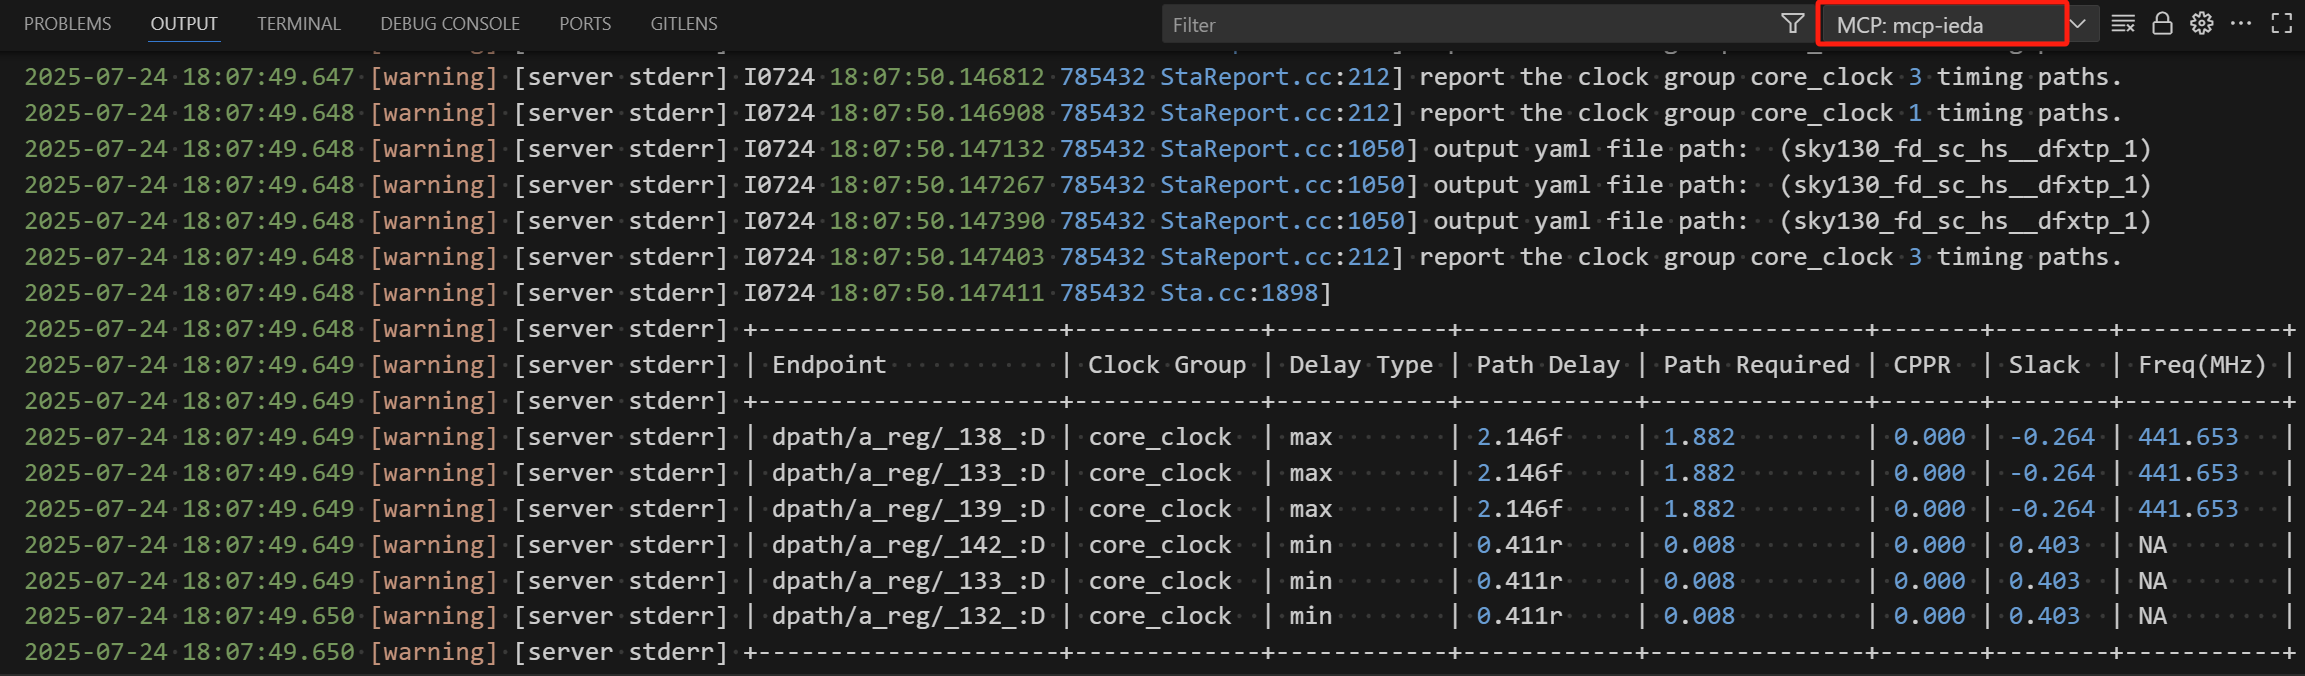 PROBLEMS OUTPUT TERMINAL DEBUG CONSOLE PORTS GITLENS Filter MCP: mcp-ieda
2025-07-24 18:07:49.647 [warning] [server stderr] I0724 18:07:50.146812 785432 StaReport.cc:212] report the clock group core_clock 3 timing paths.
2025-07-24 18:07:49.648 [warning] [server stderr] I0724 18:07:50.146908 785432 StaReport.cc:212] report the clock group core_clock 1 timing paths.
2025-07-24 18:07:49.648 [warning] [server stderr] I0724 18:07:50.147132 785432 StaReport.cc:1050] output yaml file path:  (sky130_fd_sc_hs__dfxtp_1)
2025-07-24 18:07:49.648 [warning] [server stderr] I0724 18:07:50.147267 785432 StaReport.cc:1050] output yaml file path:  (sky130_fd_sc_hs__dfxtp_1)
2025-07-24 18:07:49.648 [warning] [server stderr] I0724 18:07:50.147390 785432 StaReport.cc:1050] output yaml file path:  (sky130_fd_sc_hs__dfxtp_1)
2025-07-24 18:07:49.648 [warning] [server stderr] I0724 18:07:50.147403 785432 StaReport.cc:212] report the clock group core_clock 3 timing paths.
2025-07-24 18:07:49.648 [warning] [server stderr] I0724 18:07:50.147411 785432 Sta.cc:1898]
2025-07-24 18:07:49.648 [warning] [server stderr] +---------------------+-------------+------------+------------+---------------+-------+--------+-----------+
2025-07-24 18:07:49.649 [warning] [server stderr] | Endpoint            | Clock Group | Delay Type | Path Delay | Path Required | CPPR  | Slack  | Freq(MHz) |
2025-07-24 18:07:49.649 [warning] [server stderr] +---------------------+-------------+------------+------------+---------------+-------+--------+-----------+
2025-07-24 18:07:49.649 [warning] [server stderr] | dpath/a_reg/_138_:D | core_clock  | max        | 2.146f     | 1.882         | 0.000 | -0.264 | 441.653   |
2025-07-24 18:07:49.649 [warning] [server stderr] | dpath/a_reg/_133_:D | core_clock  | max        | 2.146f     | 1.882         | 0.000 | -0.264 | 441.653   |
2025-07-24 18:07:49.649 [warning] [server stderr] | dpath/a_reg/_139_:D | core_clock  | max        | 2.146f     | 1.882         | 0.000 | -0.264 | 441.653   |
2025-07-24 18:07:49.649 [warning] [server stderr] | dpath/a_reg/_142_:D | core_clock  | min        | 0.411r     | 0.008         | 0.000 | 0.403  | NA        |
2025-07-24 18:07:49.649 [warning] [server stderr] | dpath/a_reg/_133_:D | core_clock  | min        | 0.411r     | 0.008         | 0.000 | 0.403  | NA        |
2025-07-24 18:07:49.650 [warning] [server stderr] | dpath/a_reg/_132_:D | core_clock  | min        | 0.411r     | 0.008         | 0.000 | 0.403  | NA        |
2025-07-24 18:07:49.650 [warning] [server stderr] +---------------------+-------------+------------+------------+---------------+-------+--------+-----------+